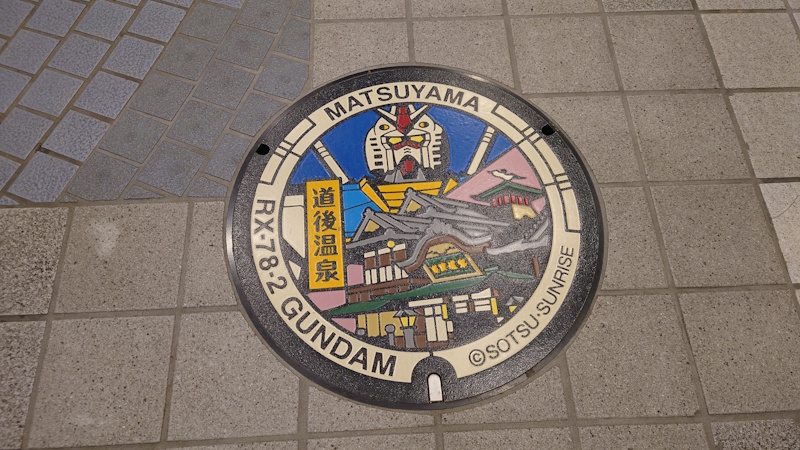 MATSUYAMA
道後温泉
RX-78-2 GUNDAM
©SOTSU·SUNRISE